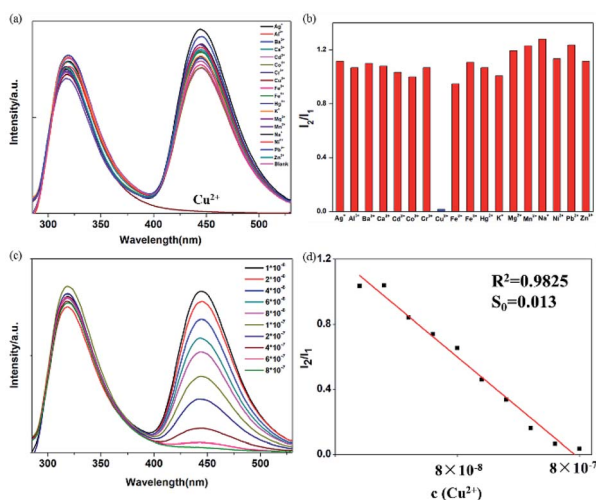 (a)
Intensity/a.u.
Ag⁺
Al³⁺
Ba²⁺
Ca²⁺
Cd²⁺
Co²⁺
Cr³⁺
Cu²⁺
Fe²⁺
Fe³⁺
Hg²⁺
K⁺
Mg²⁺
Mn²⁺
Na⁺
Ni²⁺
Pb²⁺
Zn²⁺
Blank
Cu²⁺
300 350 400 450 500
Wavelength(nm)
(b)
I₂/I₁
1.2
0.8
0.4
0.0
Ag⁺ Al³⁺ Ba²⁺ Ca²⁺ Cd²⁺ Co²⁺ Cr³⁺ Cu²⁺ Fe²⁺ Fe³⁺ Hg²⁺ K⁺ Mg²⁺ Mn²⁺ Na⁺ Ni²⁺ Pb²⁺ Zn²⁺
(c)
Intensity/a.u.
1*10⁻⁸
2*10⁻⁸
4*10⁻⁸
6*10⁻⁸
8*10⁻⁸
1*10⁻⁷
2*10⁻⁷
4*10⁻⁷
6*10⁻⁷
8*10⁻⁷
300 350 400 450 500
Wavelength(nm)
(d)
I₂/I₁
1.2
0.8
0.4
0.0
R²=0.9825
S₀=0.013
8×10⁻⁸ 8×10⁻⁷
c (Cu²⁺)